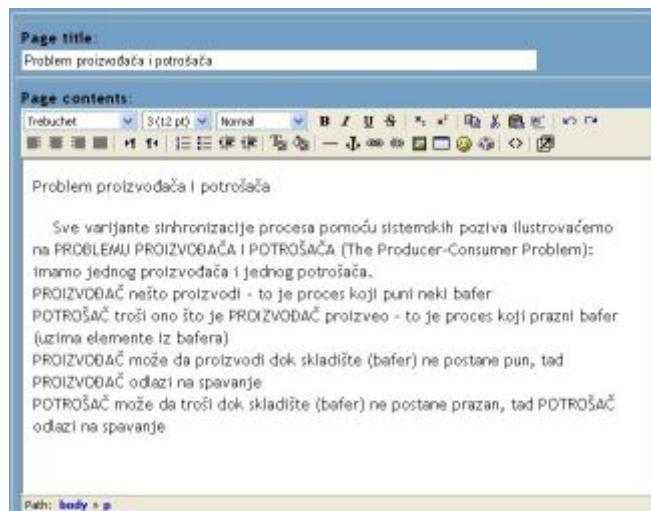 Page title:
Problem proizvođača i potrošača
Page contents:
Trebuchet 3 (12 pt) Normal B I U S
Problem proizvođača i potrošača
Sve varijante sinhronizacije procesa pomoću sistemskih poziva ilustrovaćemo
na PROBLEMU PROIZVOĐAČA I POTROŠAČA (The Producer-Consumer Problem):
imamo jednog proizvođača i jednog potrošača.
PROIZVOĐAČ nešto proizvodi - to je proces koji puni neki bafer
POTROŠAČ troši ono što je PROIZVOĐAČ proizveo - to je proces koji prazni bafer
(uzima elemente iz bafera)
PROIZVOĐAČ može da proizvodi dok skladište (bafer) ne postane pun, tad
PROIZVOĐAČ odlazi na spavanje
POTROŠAČ može da troši dok skladište (bafer) ne postane prazan, tad POTROŠAČ
odlazi na spavanje
Path: body » p